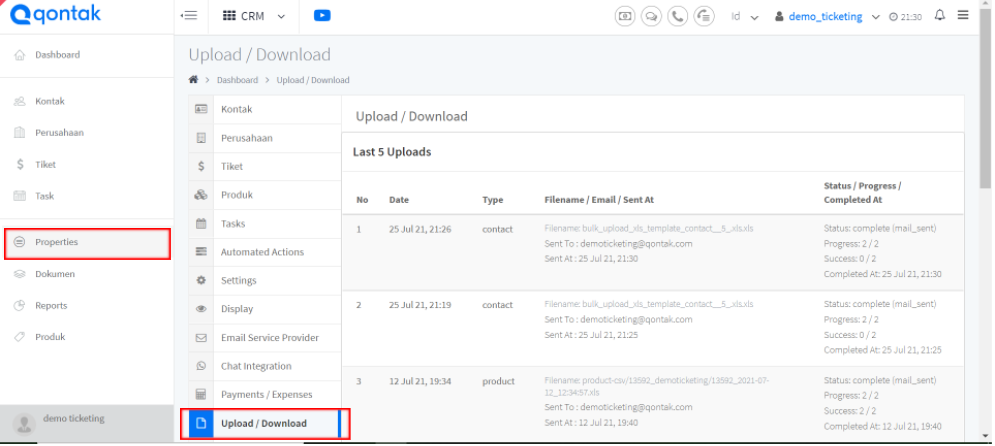 qontak
CRM
Id
demo_ticketing
21:30
Dashboard
Kontak
Perusahaan
Tiket
Task
Properties
Dokumen
Reports
Produk
demo ticketing
Upload / Download
> Dashboard > Upload / Download
Kontak
Perusahaan
Tiket
Produk
Tasks
Automated Actions
Settings
Display
Email Service Provider
Chat Integration
Payments / Expenses
Upload / Download
Upload / Download
Last 5 Uploads
No Date Type Filename / Email / Sent At Status / Progress /
Completed At
1 25 Jul 21, 21:26 contact Filename: bulk_upload_xls_template_contact__5_.xls.xls Status: complete (mail_sent)
Sent To : demoticketing@qontak.com Progress: 2 / 2
Sent At : 25 Jul 21, 21:30 Success: 0 / 2
Completed At: 25 Jul 21, 21:30
2 25 Jul 21, 21:19 contact Filename: bulk_upload_xls_template_contact__5_.xls.xls Status: complete (mail_sent)
Sent To : demoticketing@qontak.com Progress: 2 / 2
Sent At : 25 Jul 21, 21:25 Success: 0 / 2
Completed At: 25 Jul 21, 21:25
3 12 Jul 21, 19:34 product Filename: product-csv/13592_demoticketing/13592_2021-07- Status: complete (mail_sent)
12_12:34:57.xls Progress: 2 / 2
Sent To : demoticketing@qontak.com Success: 2 / 2
Sent At : 12 Jul 21, 19:40 Completed At: 12 Jul 21, 19:40